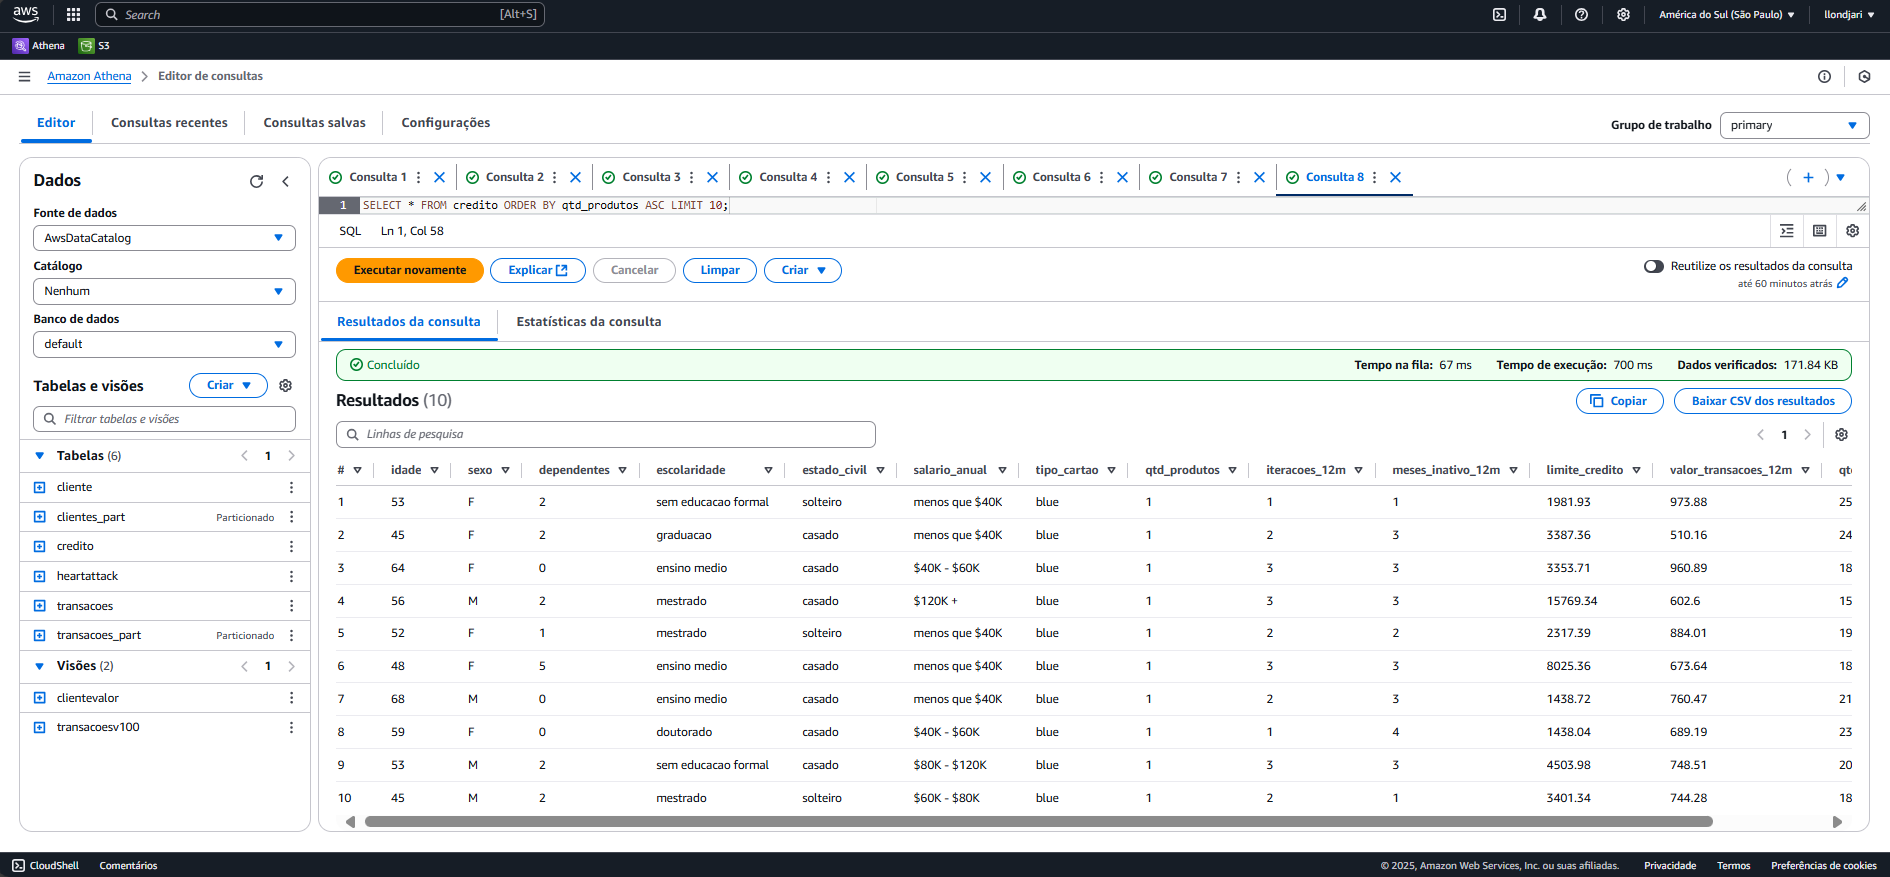 aws Search [Alt+S] América do Sul (São Paulo) llondjari
Athena S3
Amazon Athena Editor de consultas
Editor Consultas recentes Consultas salvas Configurações
Grupo de trabalho primary
Dados
Fonte de dados
AwsDataCatalog
Catálogo
Nenhum
Banco de dados
default
Tabelas e visões Criar
Filtrar tabelas e visões
Tabelas (6) 1
cliente
clientes_part Particionado
credito
heartattack
transacoes
transacoes_part Particionado
Visões (2) 1
clientevalor
transacoesv100
Consulta 1 Consulta 2 Consulta 3 Consulta 4 Consulta 5 Consulta 6 Consulta 7 Consulta 8
1 SELECT * FROM credito ORDER BY qtd_produtos ASC LIMIT 10;
SQL Ln 1, Col 58
Executar novamente Explicar Cancelar Limpar Criar
Reutilize os resultados da consulta
até 60 minutos atrás
Resultados da consulta Estatísticas da consulta
Concluído Tempo na fila: 67 ms Tempo de execução: 700 ms Dados verificados: 171.84 KB
Resultados (10) Copiar Baixar CSV dos resultados
Linhas de pesquisa 1
# idade sexo dependentes escolaridade estado_civil salario_anual tipo_cartao qtd_produtos iteracoes_12m meses_inativo_12m limite_credito valor_transacoes_12m qt
1 53 F 2 sem educacao formal solteiro menos que $40K blue 1 1 1 1981.93 973.88 25
2 45 F 2 graduacao casado menos que $40K blue 1 2 3 3387.36 510.16 24
3 64 F 0 ensino medio casado $40K - $60K blue 1 3 3 3353.71 960.89 18
4 56 M 2 mestrado casado $120K + blue 1 3 3 15769.34 602.6 15
5 52 F 1 mestrado solteiro menos que $40K blue 1 2 2 2317.39 884.01 19
6 48 F 5 ensino medio casado menos que $40K blue 1 3 3 8025.36 673.64 18
7 68 M 0 ensino medio casado menos que $40K blue 1 2 3 1438.72 760.47 21
8 59 F 0 doutorado casado $40K - $60K blue 1 1 4 1438.04 689.19 23
9 53 M 2 sem educacao formal casado $80K - $120K blue 1 3 3 4503.98 748.51 20
10 45 M 2 mestrado solteiro $60K - $80K blue 1 2 1 3401.34 744.28 18
CloudShell Comentários © 2025, Amazon Web Services, Inc. ou suas afiliadas. Privacidade Termos Preferências de cookies